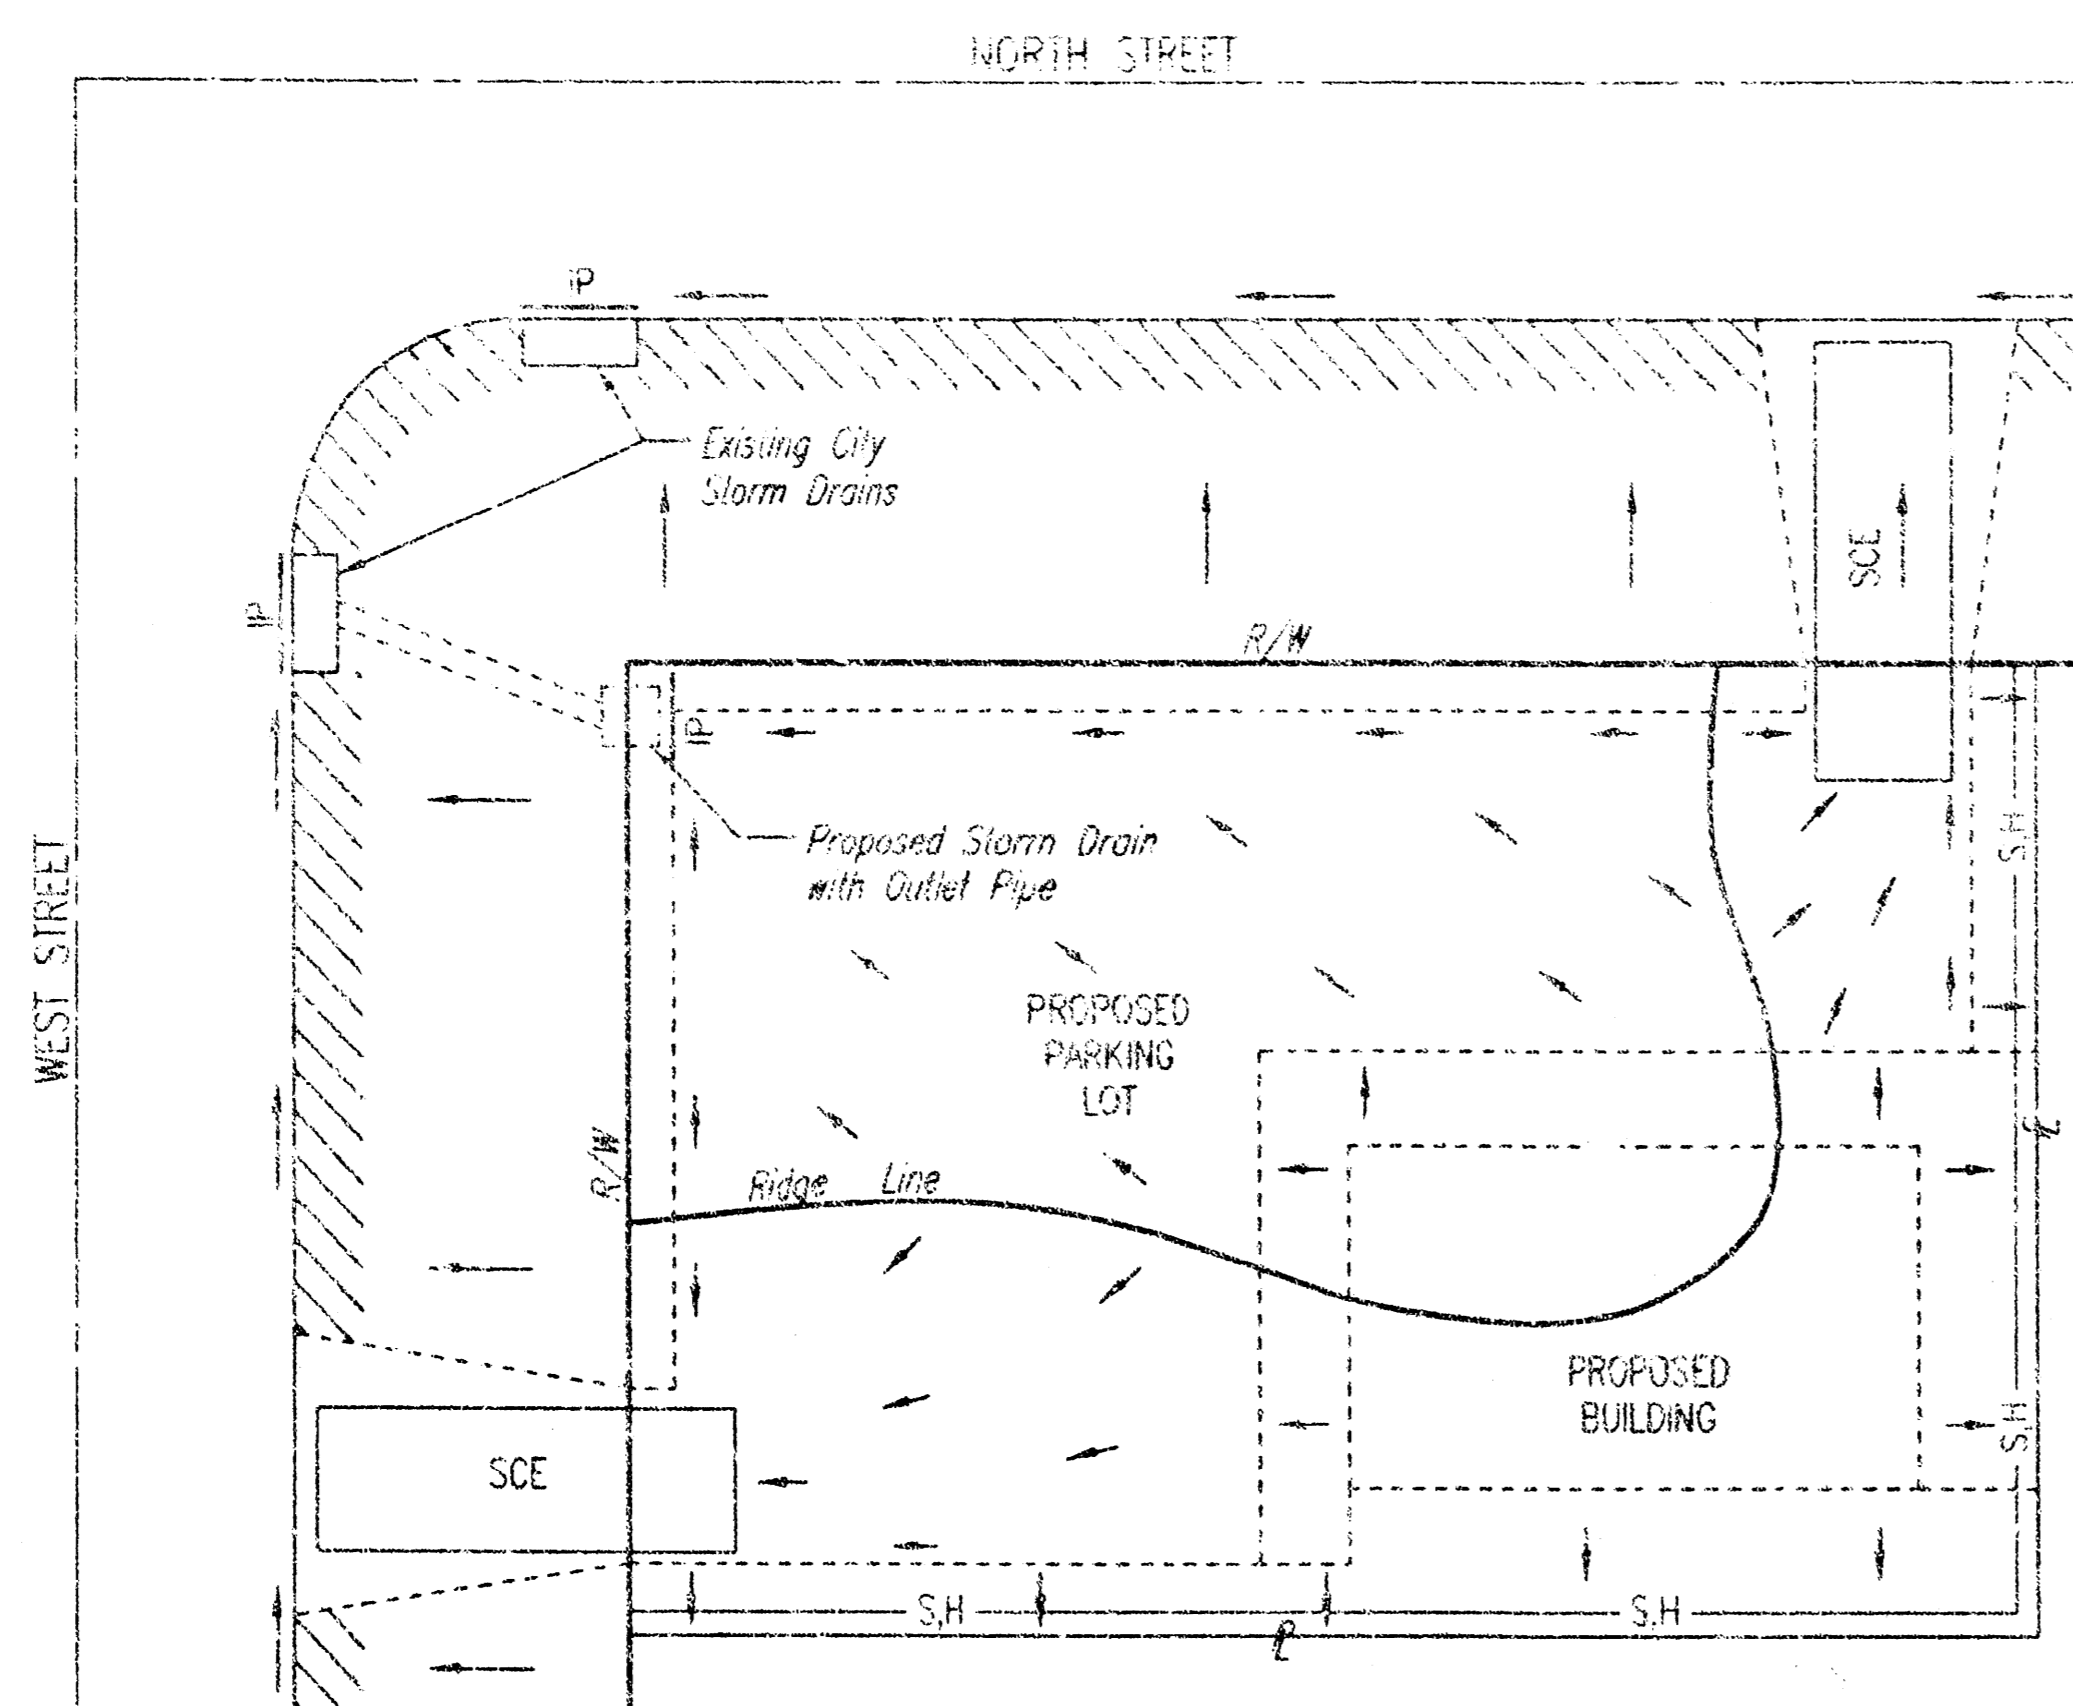 NORTH STREET
IP
Existing City
Storm Drains
SCE
IP
R/W
IP
Proposed Storm Drain
with Outlet Pipe
S,H
WEST STREET
PROPOSED
PARKING
LOT
R/W
Ridge Line
PROPOSED
BUILDING
S,H
SCE
S,H
S,H